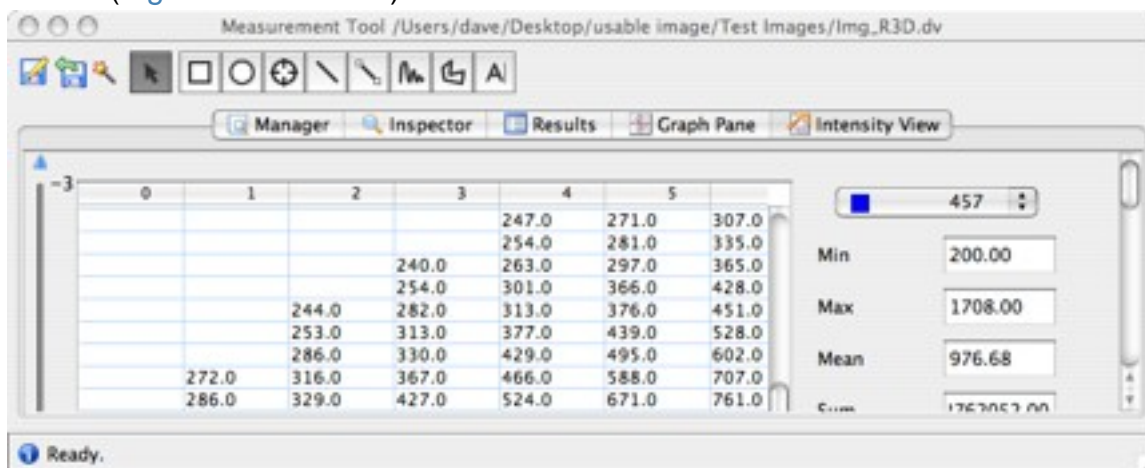 Measurement Tool /Users/dave/Desktop/usable image/Test Images/Img_R3D.dv
A
Manager Inspector Results Graph Pane Intensity View
-3
0 1 2 3 4 5
247.0 271.0 307.0
254.0 281.0 335.0
240.0 263.0 297.0 365.0
254.0 301.0 366.0 428.0
244.0 282.0 313.0 376.0 451.0
253.0 313.0 377.0 439.0 528.0
286.0 330.0 429.0 495.0 602.0
272.0 316.0 367.0 466.0 588.0 707.0
286.0 329.0 427.0 524.0 671.0 761.0
457
Min 200.00
Max 1708.00
Mean 976.68
Sum
Ready.